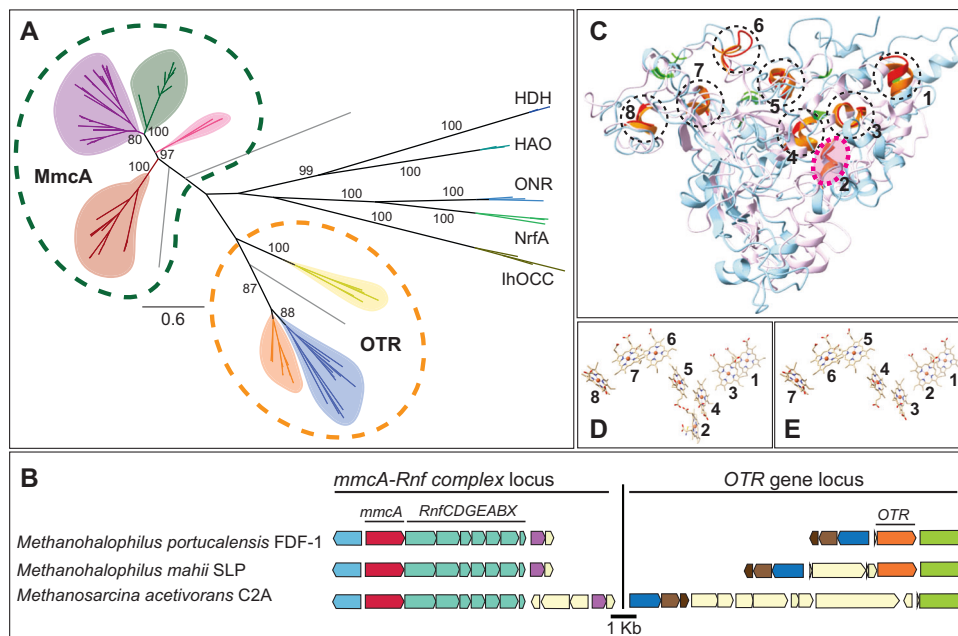 A
100
80
97
MmcA
100
0.6
HDH
100
HAO
100
99
ONR
100
100
100
NrfA
100
IhOCC
100
87
88
OTR
C
6
7
5
8
1
3
4
2
D
6
7
5
8
1
3
4
2
E
5
6
4
7
1
2
3
B
mmcA-Rnf complex locus
OTR gene locus
mmcA
RnfCDGEABX
OTR
Methanohalophilus portucalensis FDF-1
Methanohalophilus mahii SLP
Methanosarcina acetivorans C2A
1 Kb